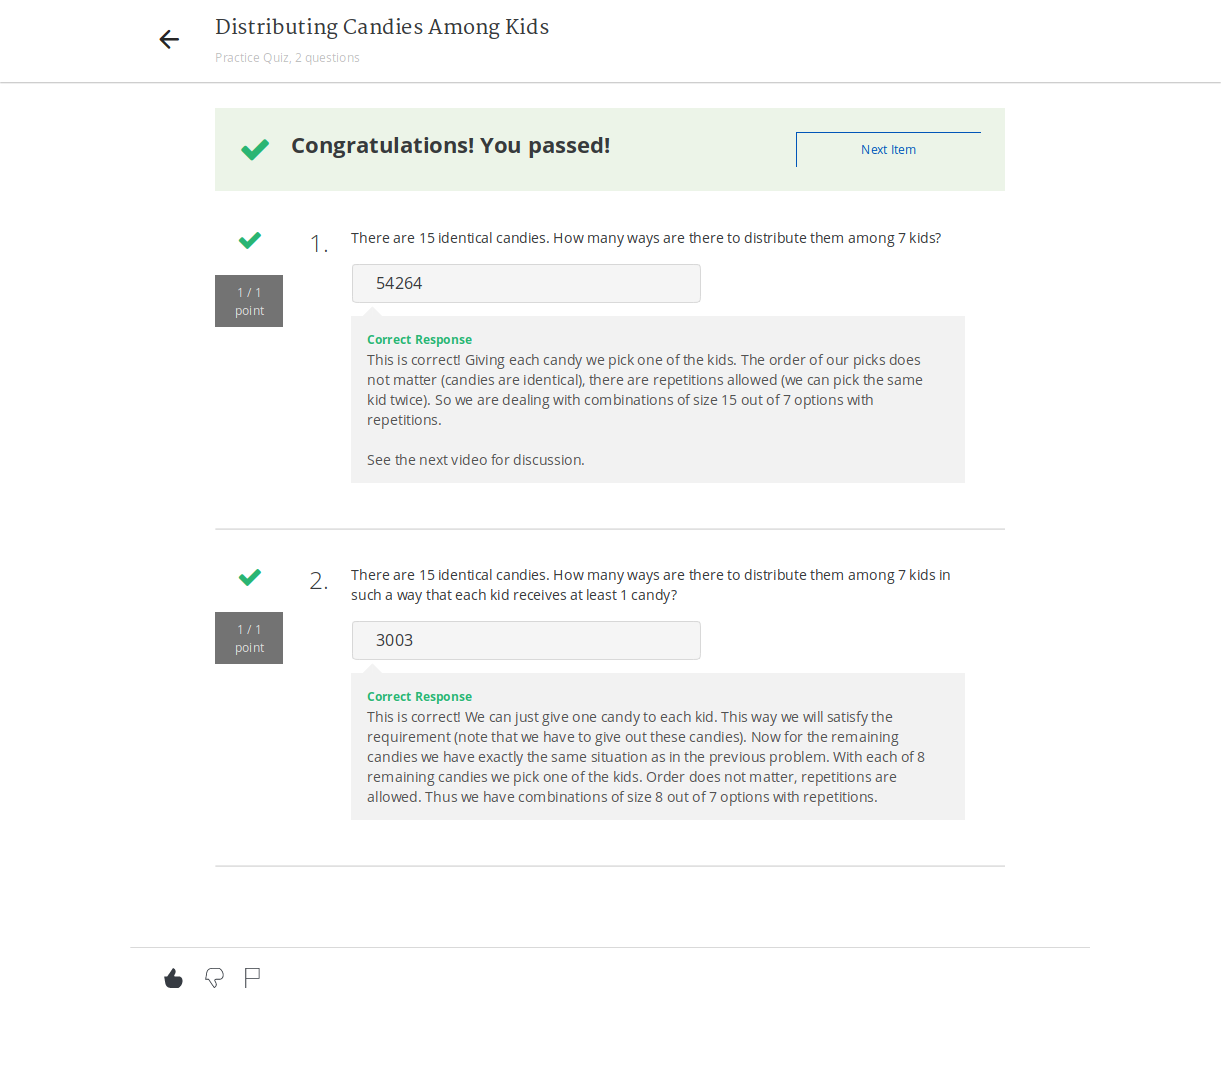 Distributing Candies Among Kids
Practice Quiz, 2 questions
Congratulations! You passed!
Next Item
1 / 1
point
1.
There are 15 identical candies. How many ways are there to distribute them among 7 kids?
54264
Correct Response
This is correct! Giving each candy we pick one of the kids. The order of our picks does
not matter (candies are identical), there are repetitions allowed (we can pick the same
kid twice). So we are dealing with combinations of size 15 out of 7 options with
repetitions.
See the next video for discussion.
1 / 1
point
2.
There are 15 identical candies. How many ways are there to distribute them among 7 kids in
such a way that each kid receives at least 1 candy?
3003
Correct Response
This is correct! We can just give one candy to each kid. This way we will satisfy the
requirement (note that we have to give out these candies). Now for the remaining
candies we have exactly the same situation as in the previous problem. With each of 8
remaining candies we pick one of the kids. Order does not matter, repetitions are
allowed. Thus we have combinations of size 8 out of 7 options with repetitions.